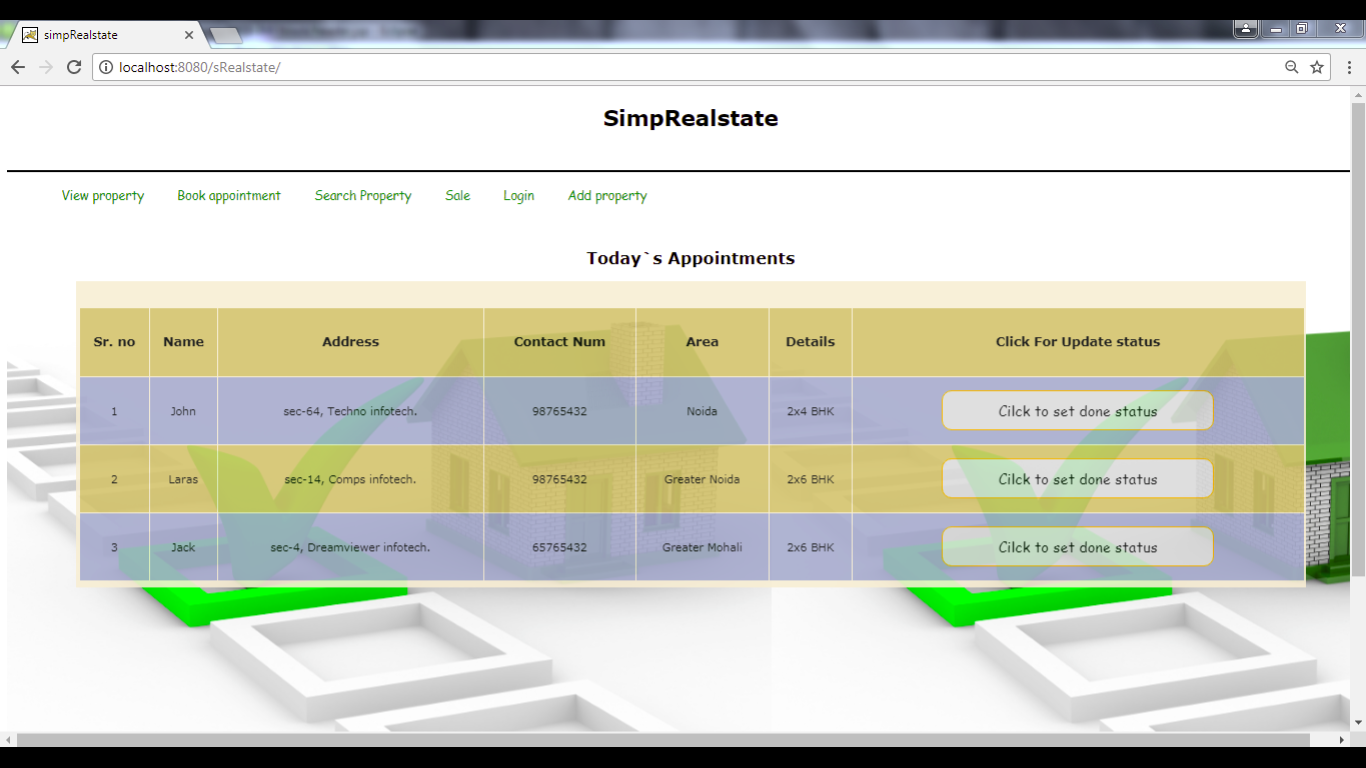 simpRealstate
localhost:8080/sRealstate/
SimpRealstate
View property Book appointment Search Property Sale Login Add property
Today`s Appointments
Sr. no Name Address Contact Num Area Details Click For Update status
1 John sec-64, Techno infotech. 98765432 Noida 2x4 BHK Cilck to set done status
2 Laras sec-14, Comps infotech. 98765432 Greater Noida 2x6 BHK Cilck to set done status
3 Jack sec-4, Dreamviewer infotech. 65765432 Greater Mohali 2x6 BHK Cilck to set done status